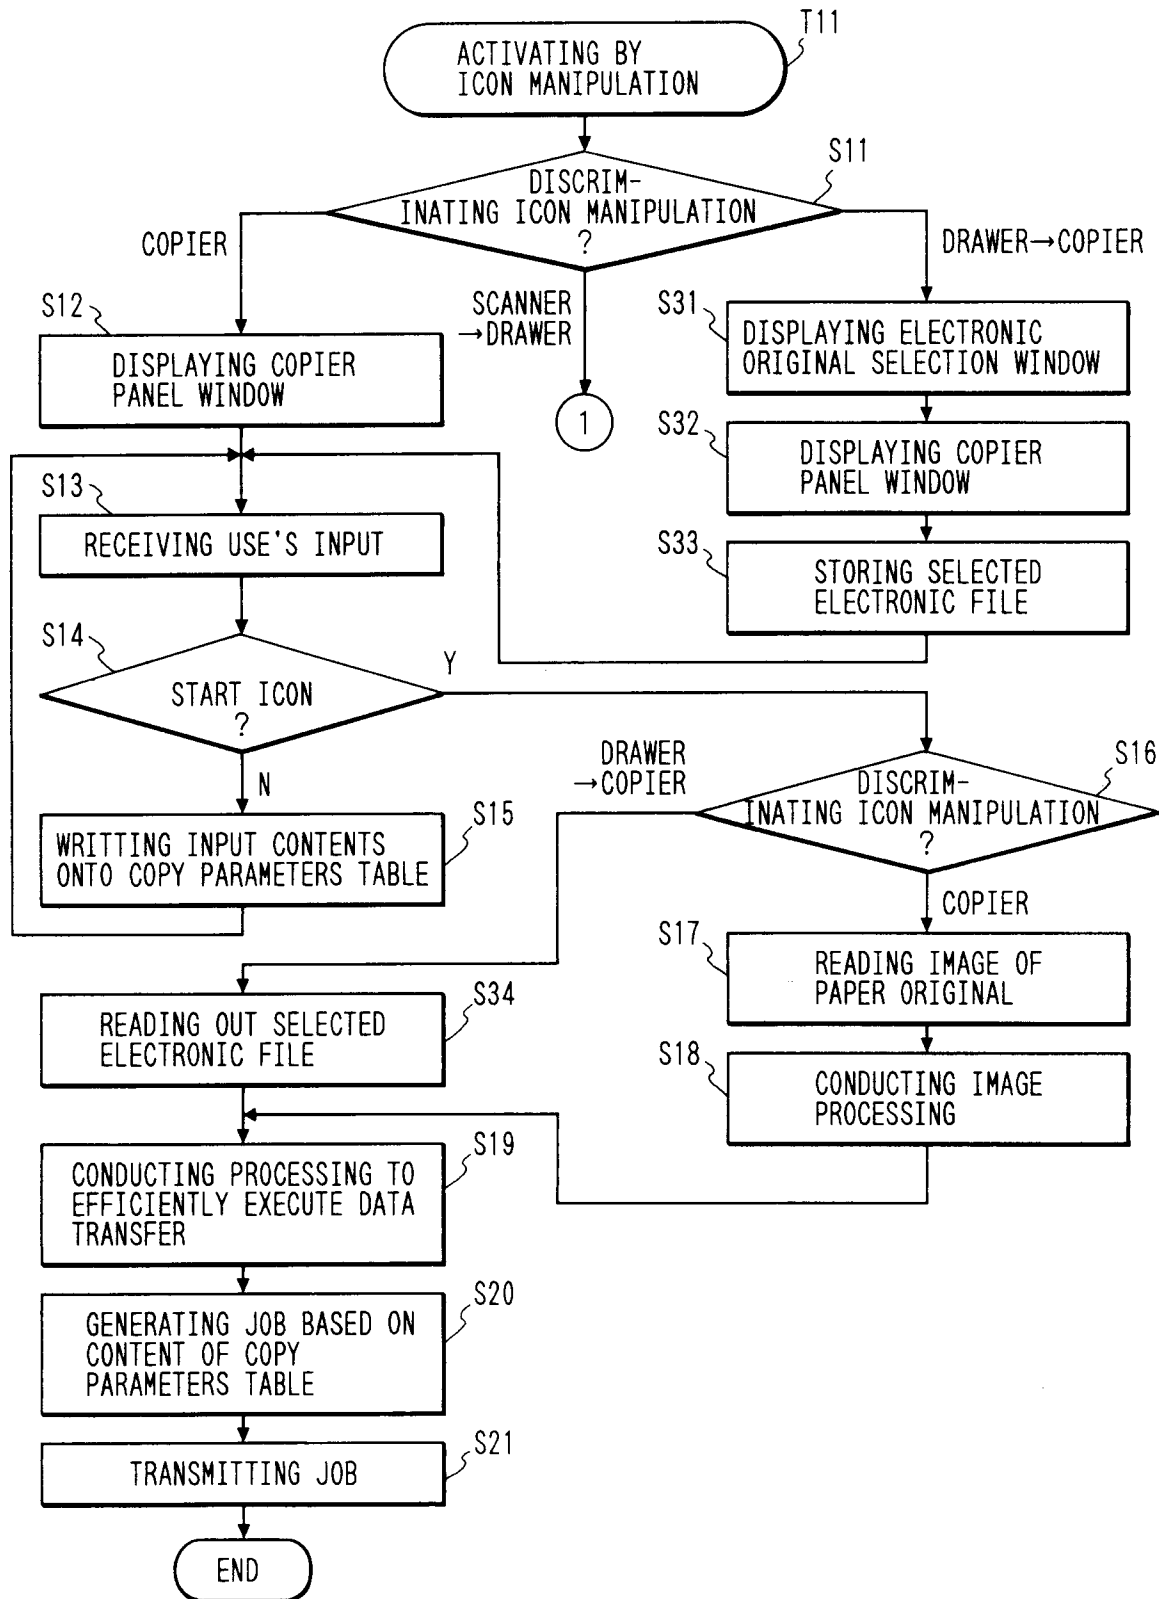 T11
ACTIVATING BY
ICON MANIPULATION
S11
DISCRIM-
INATING ICON MANIPULATION
?
COPIER
SCANNER
→DRAWER
DRAWER→COPIER
1
S12
DISPLAYING COPIER
PANEL WINDOW
S31
DISPLAYING ELECTRONIC
ORIGINAL SELECTION WINDOW
S32
DISPLAYING COPIER
PANEL WINDOW
S33
STORING SELECTED
ELECTRONIC FILE
S13
RECEIVING USE'S INPUT
S14
START ICON
?
Y
N
S15
WRITTING INPUT CONTENTS
ONTO COPY PARAMETERS TABLE
S16
DISCRIM-
INATING ICON MANIPULATION
?
DRAWER
→COPIER
COPIER
S17
READING IMAGE OF
PAPER ORIGINAL
S18
CONDUCTING IMAGE
PROCESSING
S34
READING OUT SELECTED
ELECTRONIC FILE
S19
CONDUCTING PROCESSING TO
EFFICIENTLY EXECUTE DATA
TRANSFER
S20
GENERATING JOB BASED ON
CONTENT OF COPY
PARAMETERS TABLE
S21
TRANSMITTING JOB
END